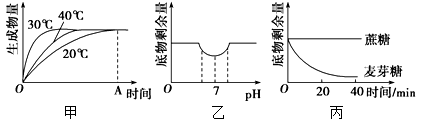 生成物量
30℃
40℃
20℃
O
A
时间
甲
底物剩余量
O
7
pH
乙
底物剩余量
蔗糖
麦芽糖
O
20
40
时间/min
丙